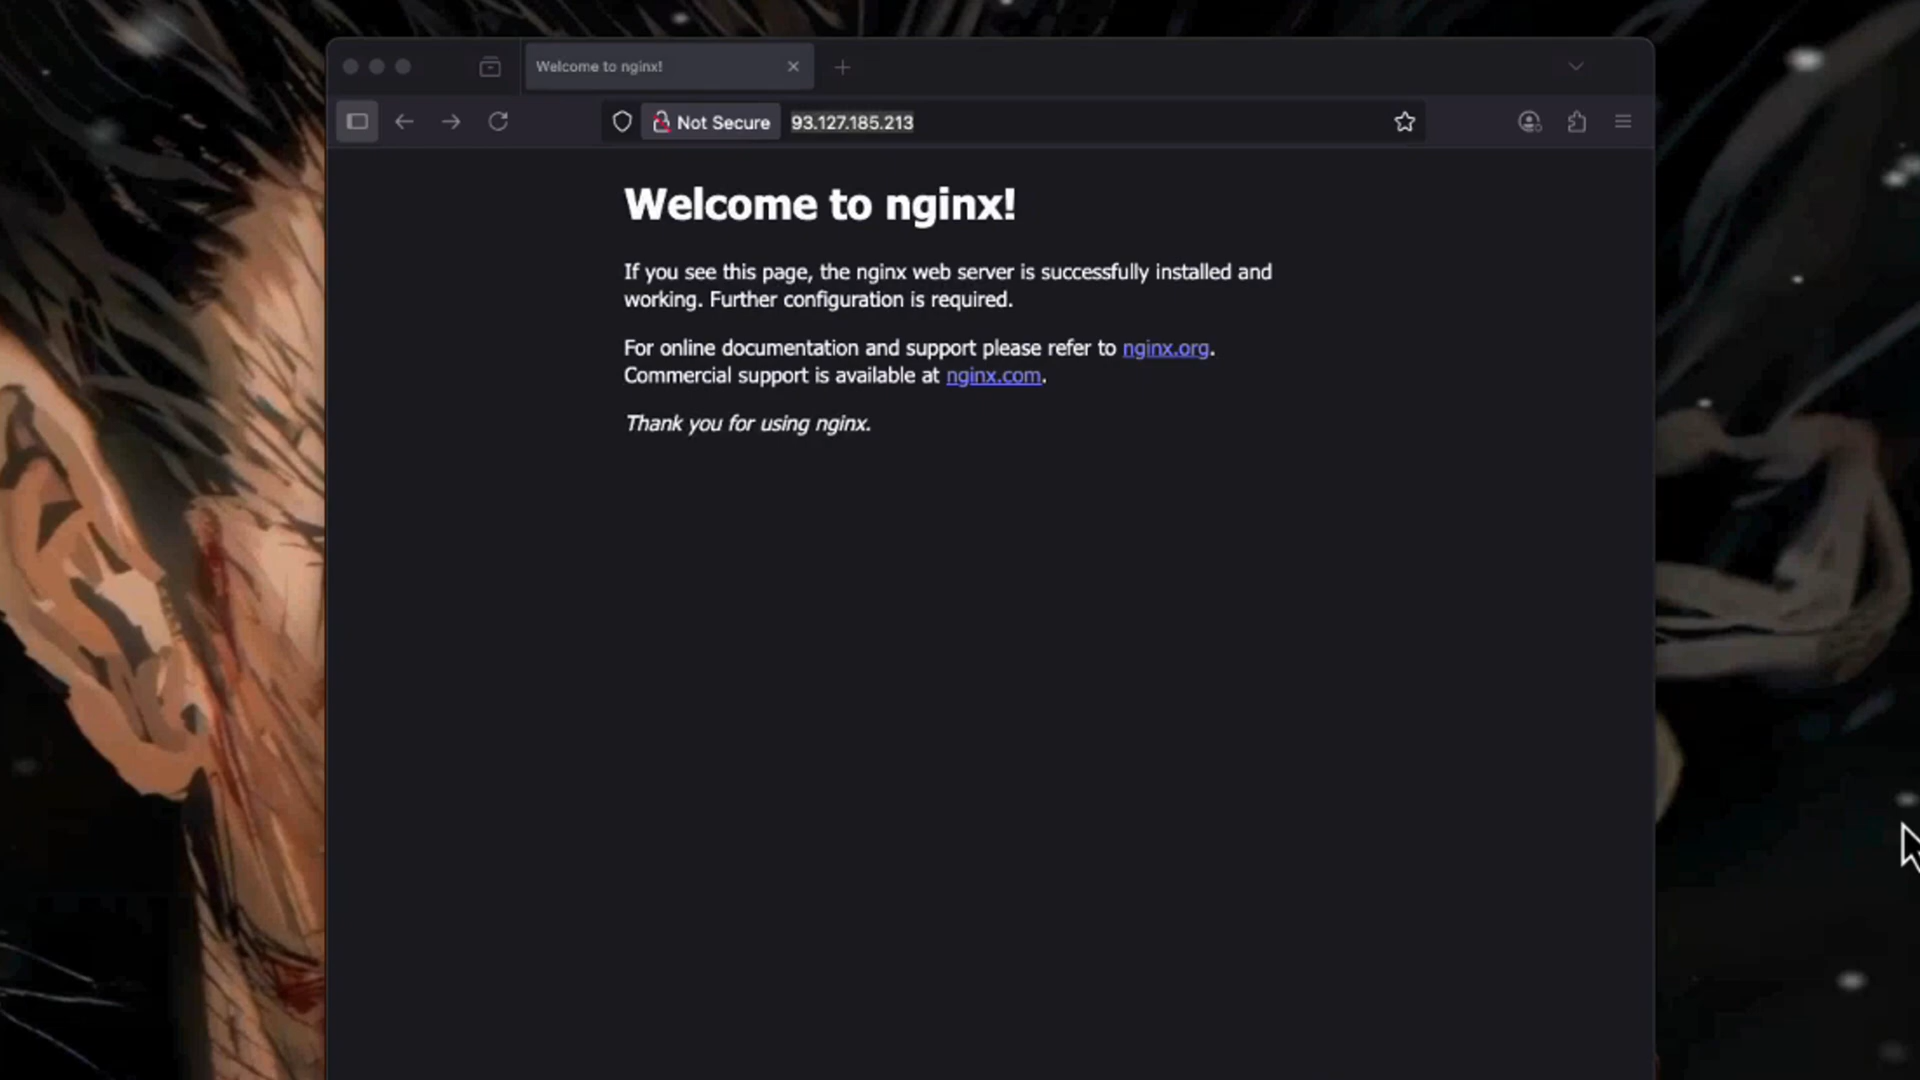 Welcome to nginx!
Not Secure 93.127.185.213
Welcome to nginx!
If you see this page, the nginx web server is successfully installed and
working. Further configuration is required.
For online documentation and support please refer to nginx.org.
Commercial support is available at nginx.com.
Thank you for using nginx.